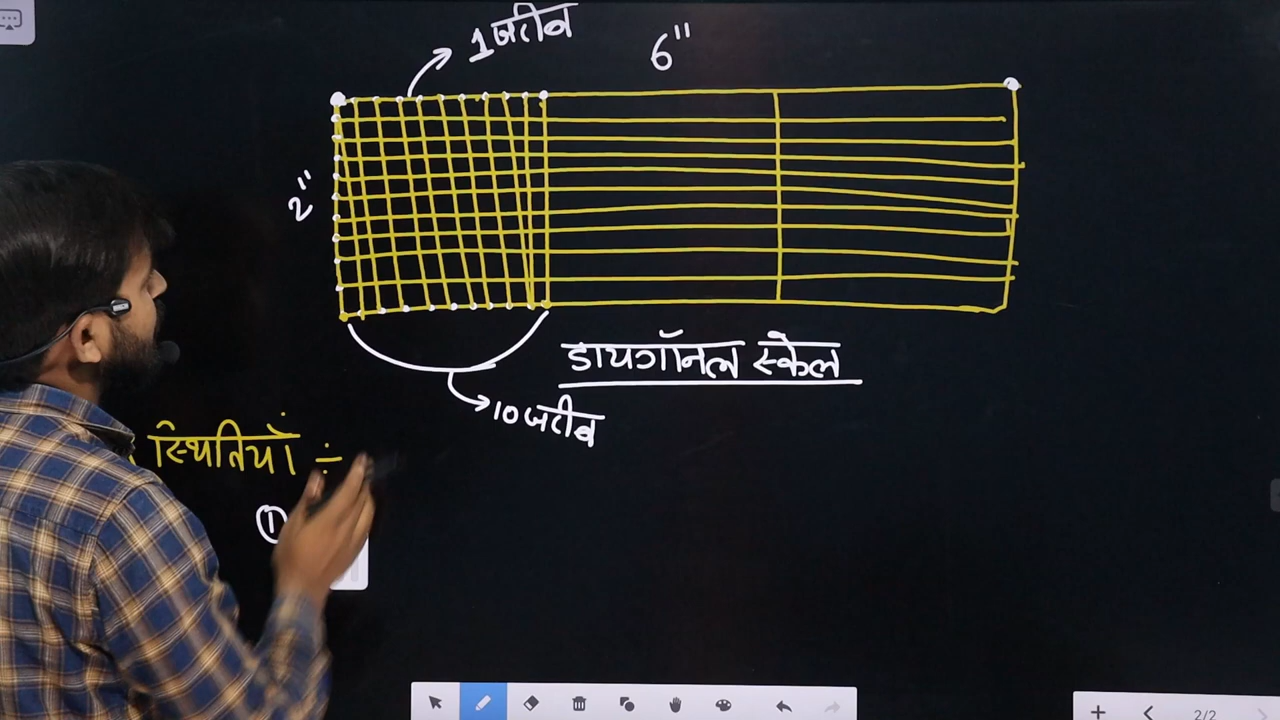 1 जरीब
6"
2"
डायगॉनल स्केल
10 जरीब
स्थितियाँ ÷
①
2/2